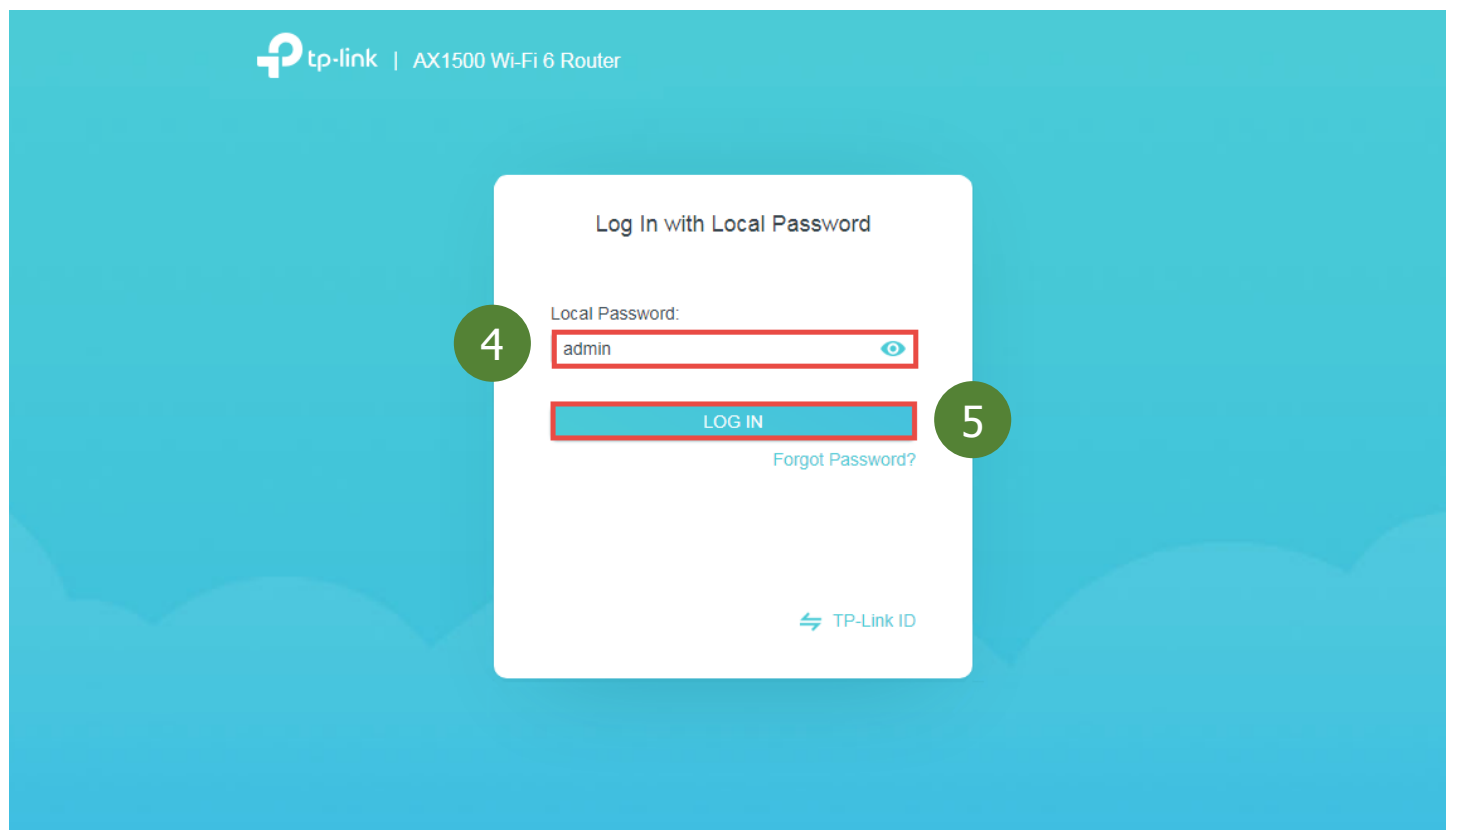 tp-link | AX1500 Wi-Fi 6 Router
Log In with Local Password
Local Password:
4
admin
LOG IN
5
Forgot Password?
TP-Link ID